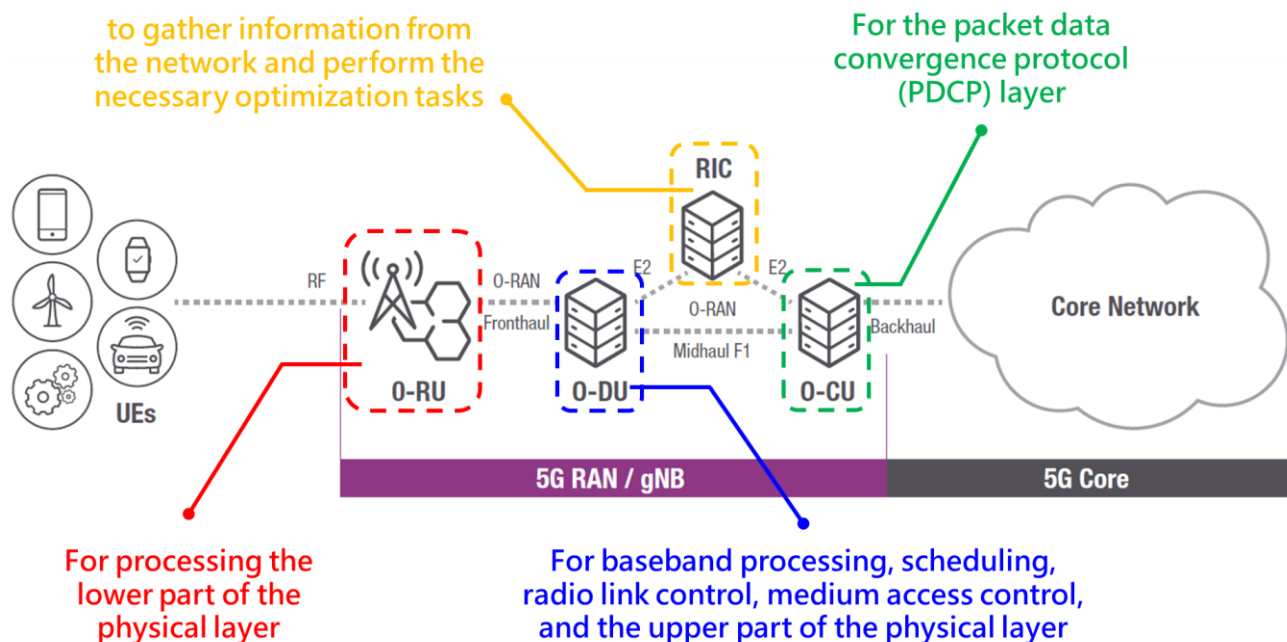 to gather information from
the network and perform the
necessary optimization tasks
For the packet data
convergence protocol
(PDCP) layer
RIC
RF
O-RAN
Fronthaul
E2
E2
O-RAN
Midhaul F1
Backhaul
Core Network
UEs
O-RU
O-DU
O-CU
5G RAN / gNB
5G Core
For processing the
lower part of the
physical layer
For baseband processing, scheduling,
radio link control, medium access control,
and the upper part of the physical layer